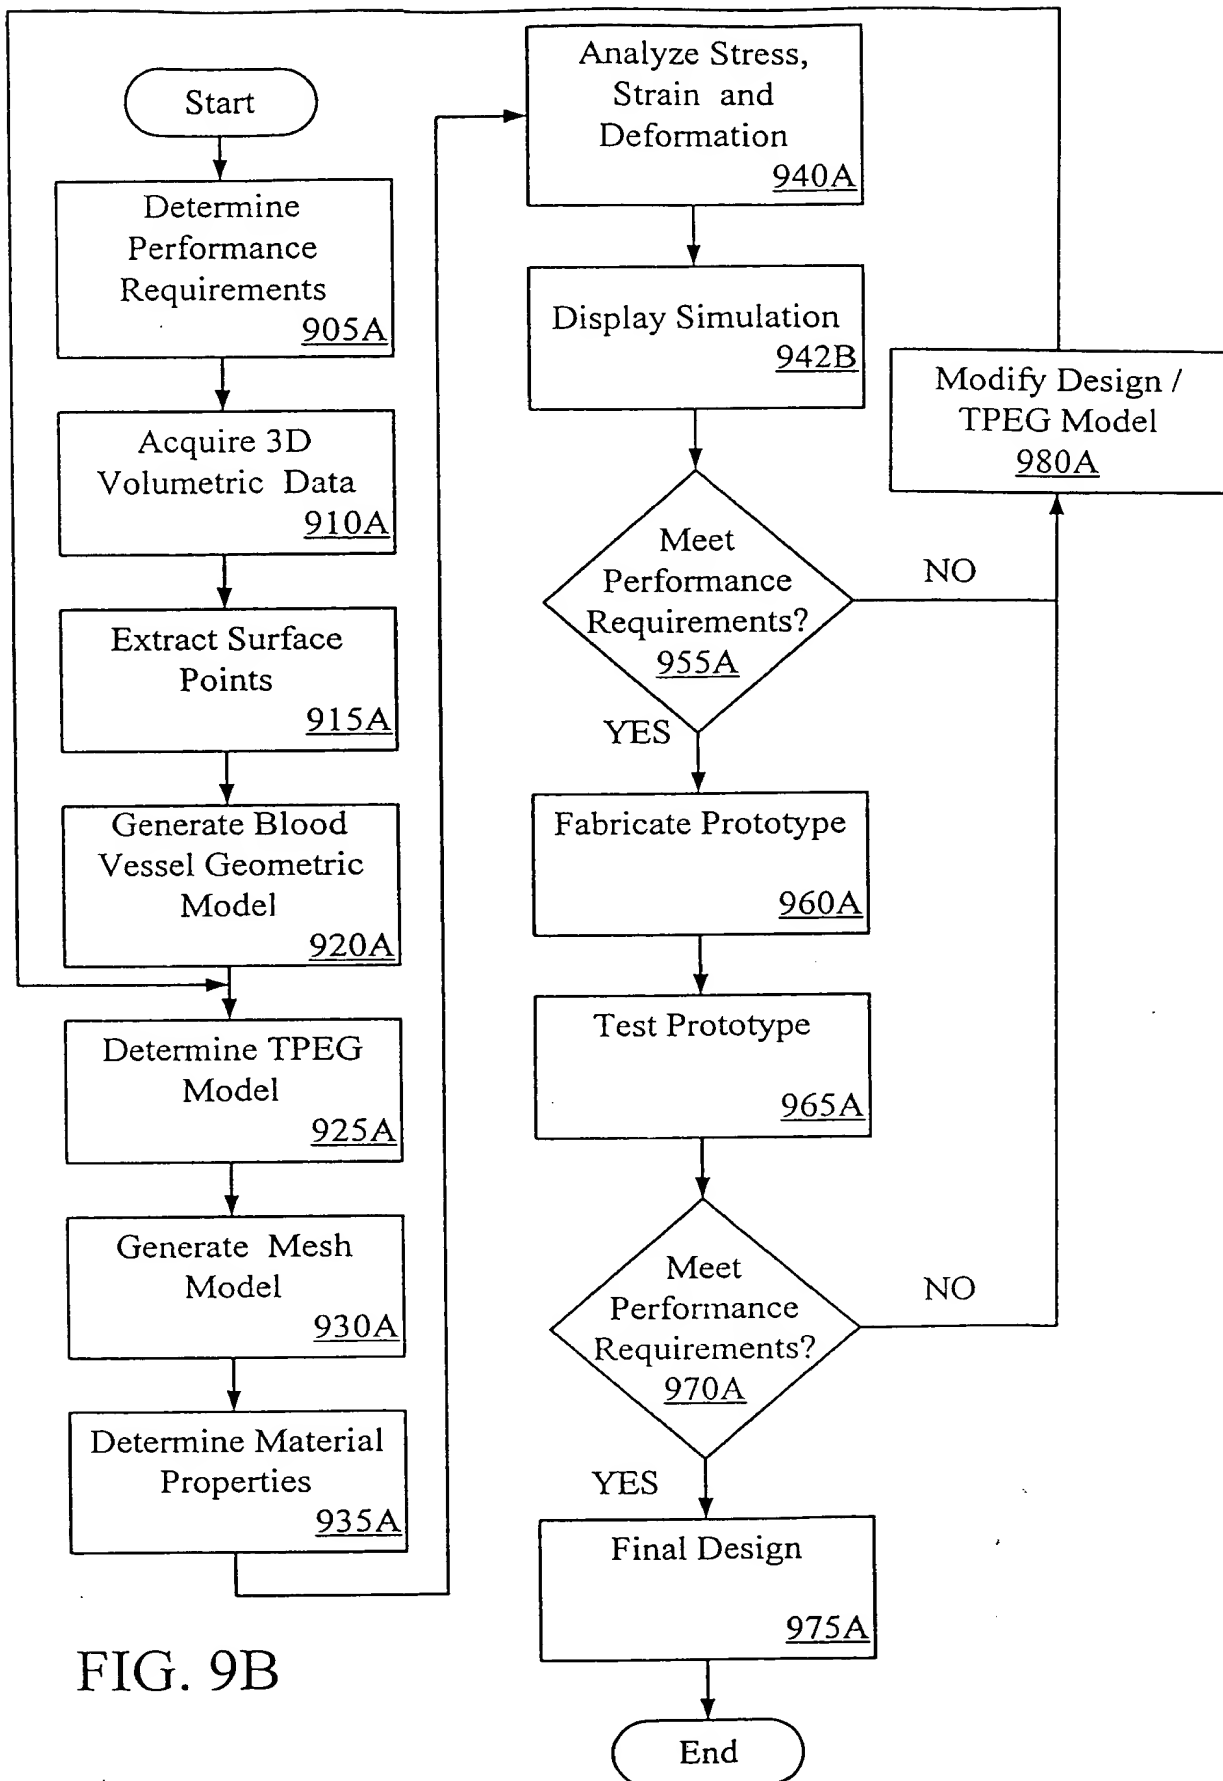 Start
Determine
Performance
Requirements
905A
Acquire 3D
Volumetric Data
910A
Extract Surface
Points
915A
Generate Blood
Vessel Geometric
Model
920A
Determine TPEG
Model
925A
Generate Mesh
Model
930A
Determine Material
Properties
935A
Analyze Stress,
Strain and
Deformation
940A
Display Simulation
942B
Meet
Performance
Requirements?
955A
NO
YES
Modify Design /
TPEG Model
980A
Fabricate Prototype
960A
Test Prototype
965A
Meet
Performance
Requirements?
970A
NO
YES
Final Design
975A
End
FIG. 9B